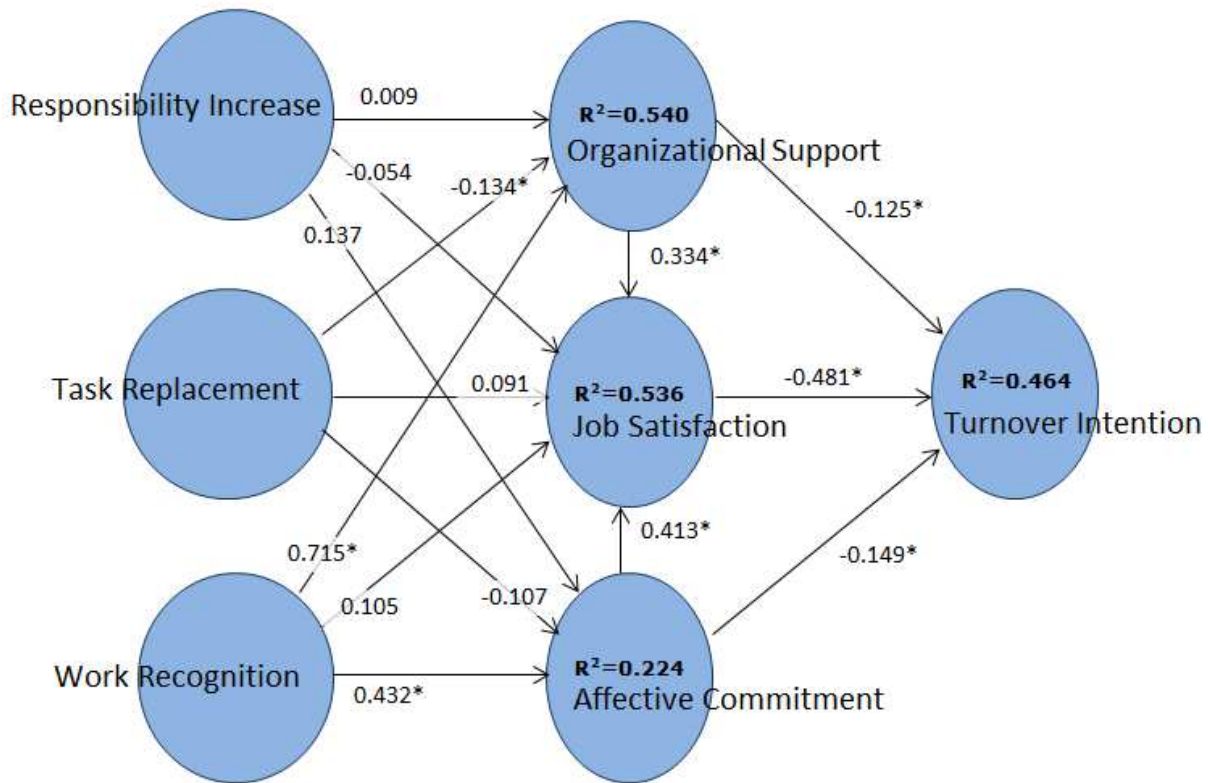 R²=0.540
Organizational Support
Responsibility Increase
0.009
-0.054
-0.134*
0.137
-0.125*
0.334*
Task Replacement
0.091
R²=0.536
Job Satisfaction
-0.481*
R²=0.464
Turnover Intention
0.413*
0.715*
0.105
-0.107
-0.149*
Work Recognition
0.432*
R²=0.224
Affective Commitment